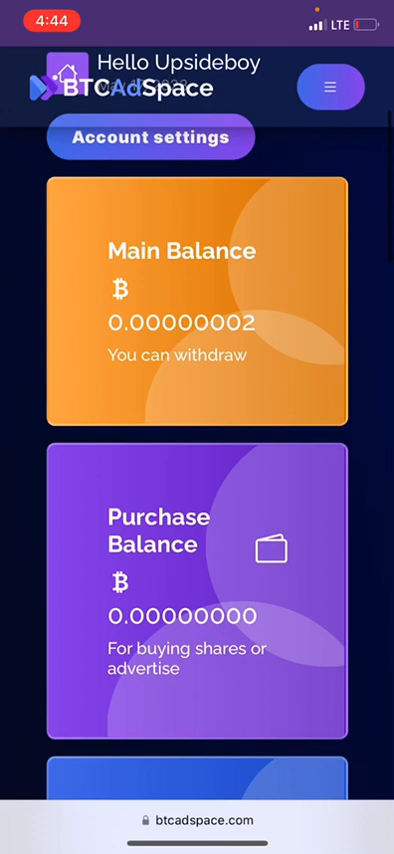 4:44
LTE
Hello Upsideboy
BTCAdSpace
Account settings
Main Balance
₿
0.00000002
You can withdraw
Purchase
Balance
₿
0.00000000
For buying shares or
advertise
btcadspace.com